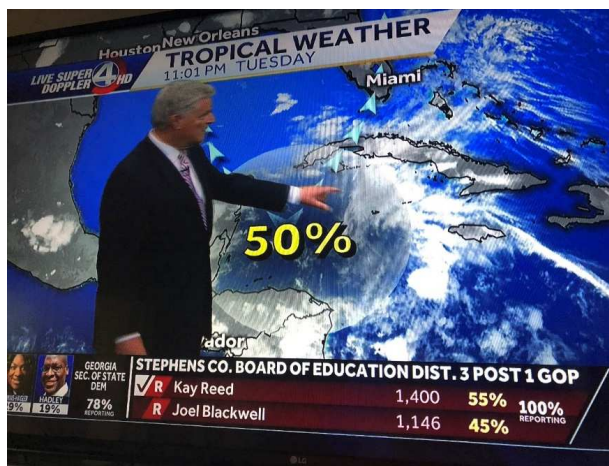 Houston New Orleans
TROPICAL WEATHER
11:01 PM TUESDAY
LIVE SUPER
DOPPLER 4 HD
Miami
50%
ador
GEORGIA
SEC. OF STATE
DEM
78%
REPORTING
HADLEY
9% 19%
STEPHENS CO. BOARD OF EDUCATION DIST. 3 POST 1 GOP
R Kay Reed 1,400 55%
R Joel Blackwell 1,146 45%
100%
REPORTING
LG